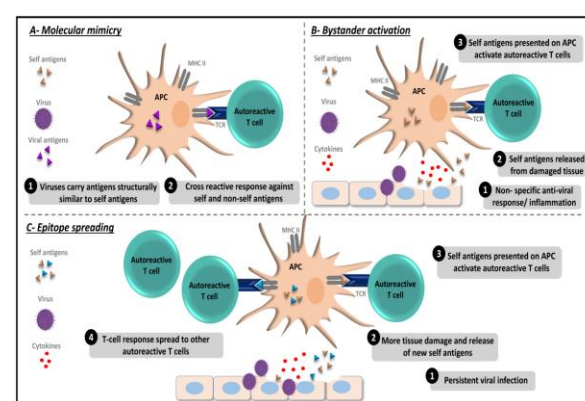 A- Molecular mimicry
Self antigens
Virus
Viral antigens
MHC II
APC
TCR
Autoreactive
T cell
1 Viruses carry antigens structurally
similar to self antigens
2 Cross reactive response against
self and non-self antigens
B- Bystander activation
Self antigens
Virus
Cytokines
MHC II
APC
TCR
Autoreactive
T cell
3 Self antigens presented on APC
activate autoreactive T cells
2 Self antigens released
from damaged tissue
1 Non- specific anti-viral
response/ inflammation
C- Epitope spreading
Self antigens
Virus
Cytokines
Autoreactive
T cell
Autoreactive
T cell
MHC II
APC
TCR
Autoreactive
T cell
3 Self antigens presented on APC
activate autoreactive T cells
4 T-cell response spread to other
autoreactive T cells
2 More tissue damage and release
of new self antigens
1 Persistent viral infection